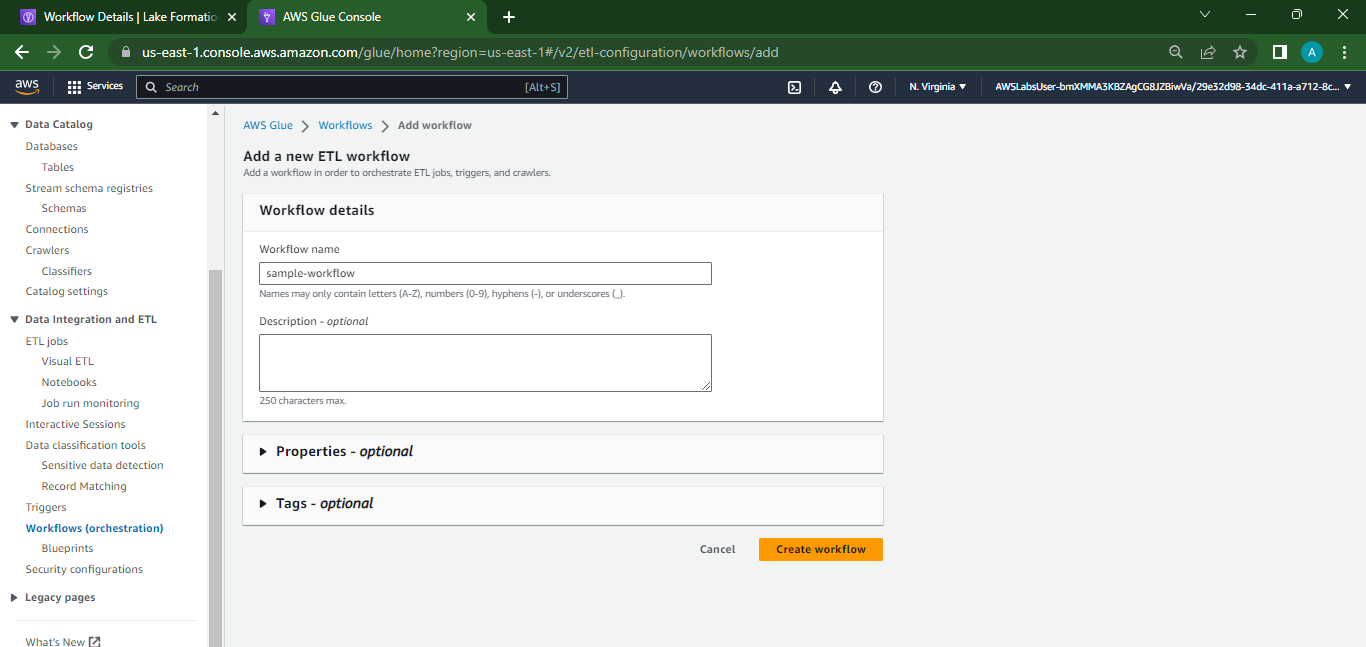 Workflow Details | Lake Formatio
AWS Glue Console
us-east-1.console.aws.amazon.com/glue/home?region=us-east-1#/v2/etl-configuration/workflows/add
A
aws
Services
Search
[Alt+S]
N. Virginia
AWSLabsUser-bmXMMA3KBZAgCG8JZBiwVa/29e32d98-34dc-411a-a712-8c...
Data Catalog
Databases
Tables
Stream schema registries
Schemas
Connections
Crawlers
Classifiers
Catalog settings
Data Integration and ETL
ETL jobs
Visual ETL
Notebooks
Job run monitoring
Interactive Sessions
Data classification tools
Sensitive data detection
Record Matching
Triggers
Workflows (orchestration)
Blueprints
Security configurations
Legacy pages
What's New
AWS Glue
Workflows
Add workflow
Add a new ETL workflow
Add a workflow in order to orchestrate ETL jobs, triggers, and crawlers.
Workflow details
Workflow name
sample-workflow
Names may only contain letters (A-Z), numbers (0-9), hyphens (-), or underscores (_).
Description - optional
250 characters max.
Properties - optional
Tags - optional
Cancel
Create workflow